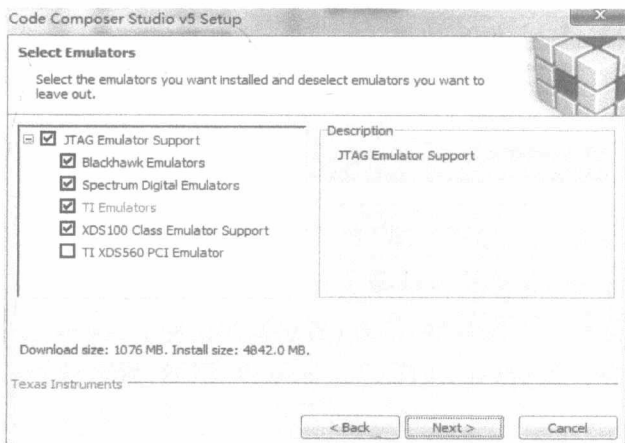 Code Composer Studio v5 Setup
Select Emulators
Select the emulators you want installed and deselect emulators you want to
leave out.
JTAG Emulator Support
Blackhawk Emulators
Spectrum Digital Emulators
TI Emulators
XDS100 Class Emulator Support
TI XDS560 PCI Emulator
Description
JTAG Emulator Support
Download size: 1076 MB. Install size: 4842.0 MB.
Texas Instruments
< Back
Next >
Cancel